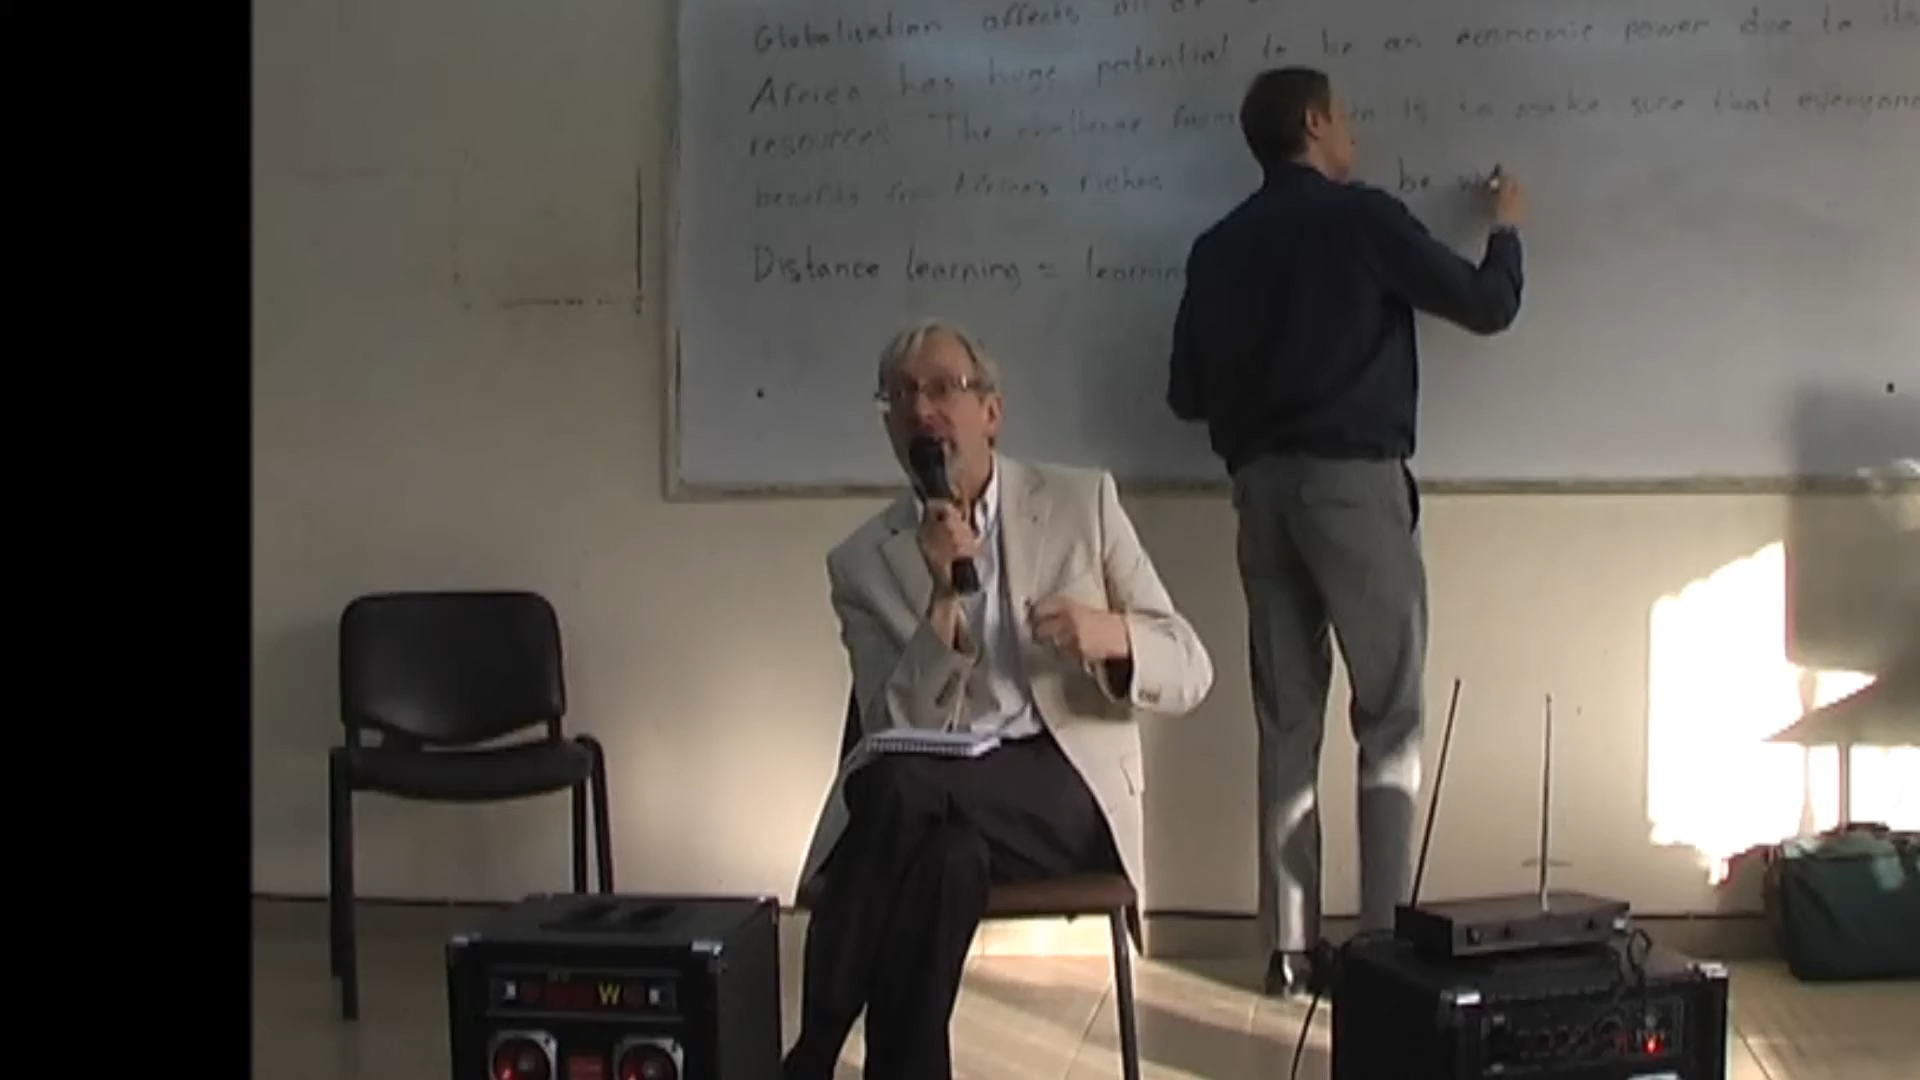 Globalisation affects all of
Africa has huge potential to be an economic power due to its
resources. The challenge is to make sure that everyone
benefits from Africa's riches be
Distance learning = learnin
W